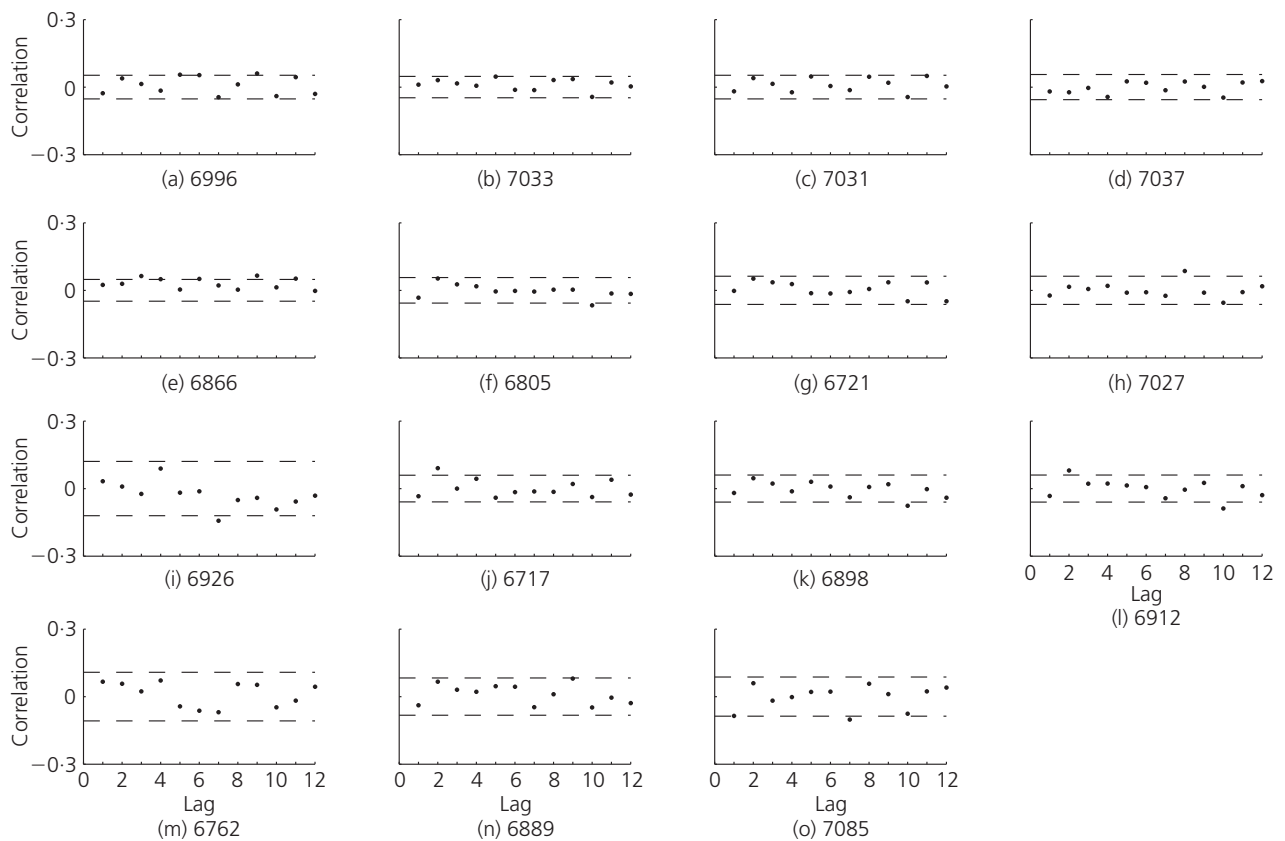 0·3
Correlation
0
−0·3
(a) 6996
(b) 7033
(c) 7031
(d) 7037
0·3
Correlation
0
−0·3
(e) 6866
(f) 6805
(g) 6721
(h) 7027
0·3
Correlation
0
−0·3
(i) 6926
(j) 6717
(k) 6898
0 2 4 6 8 10 12
Lag
(l) 6912
0·3
Correlation
0
−0·3
0 2 4 6 8 10 12
Lag
(m) 6762
0 2 4 6 8 10 12
Lag
(n) 6889
0 2 4 6 8 10 12
Lag
(o) 7085